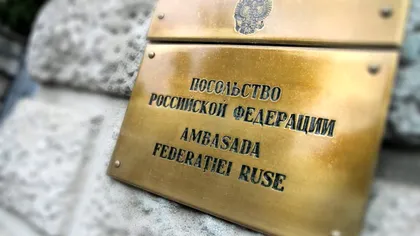 ПОСОЛЬСТВО
РОССИЙСКОЙ ФЕДЕРАЦИИ
AMBASADA
FEDERAȚIEI RUSE